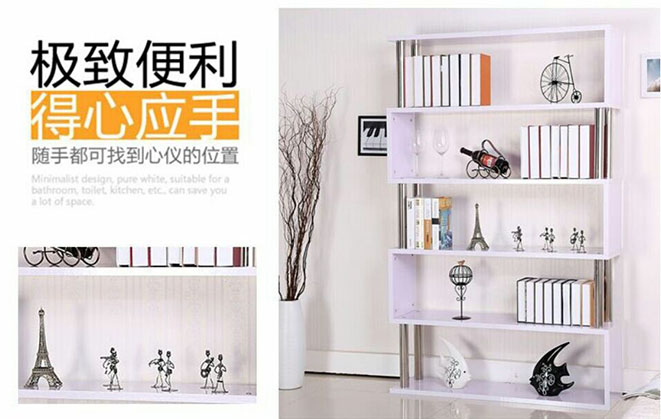 极致便利
得心应手
随手都可找到心仪的位置
Minimalist design, pure white, suitable for a
bathroom, toilet, kitchen, etc., can save you
a lot of space.